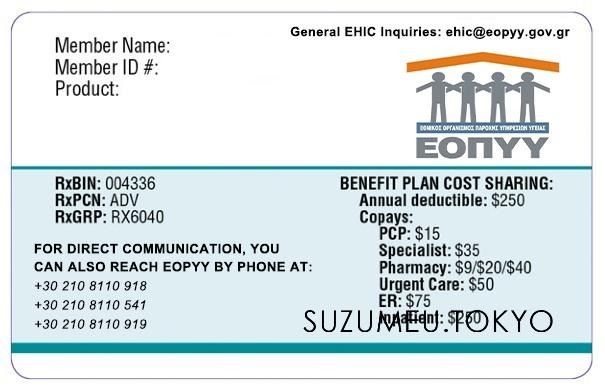 General EHIC Inquiries: ehic@eopyy.gov.gr
Member Name:
Member ID #:
Product:
ΕΘΝΙΚΟΣ ΟΡΓΑΝΙΣΜΟΣ ΠΑΡΟΧΗΣ ΥΠΗΡΕΣΙΩΝ ΥΓΕΙΑΣ
ΕΟΠΥΥ
RxBIN: 004336
RxPCN: ADV
RxGRP: RX6040
FOR DIRECT COMMUNICATION, YOU
CAN ALSO REACH EOPYY BY PHONE AT:
+30 210 8110 918
+30 210 8110 541
+30 210 8110 919
BENEFIT PLAN COST SHARING:
Annual deductible: $250
Copays:
PCP: $15
Specialist: $35
Pharmacy: $9/$20/$40
Urgent Care: $50
ER: $75
Inpatient: $250
SUZUMEU.TOKYO